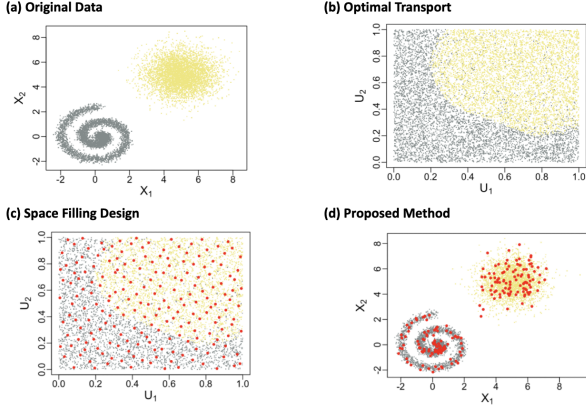 (a) Original Data
(b) Optimal Transport
8
6
4
2
0
-2
X2
-2 0 2 4 6 8
X1
1.0
0.8
0.6
0.4
0.2
0.0
U2
0.0 0.2 0.4 0.6 0.8 1.0
U1
(c) Space Filling Design
(d) Proposed Method
1.0
0.8
0.6
0.4
0.2
0.0
U2
0.0 0.2 0.4 0.6 0.8 1.0
U1
8
6
4
2
0
-2
X2
-2 0 2 4 6 8
X1